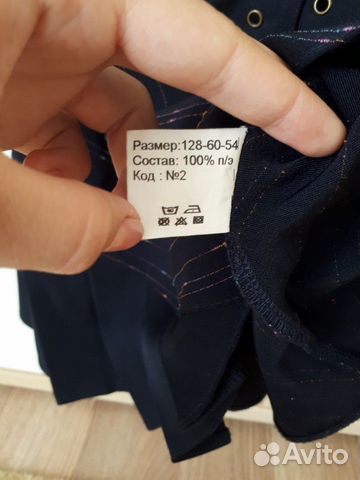 Размер:128-60-54
Состав: 100% п/э
Код : №2
Avito